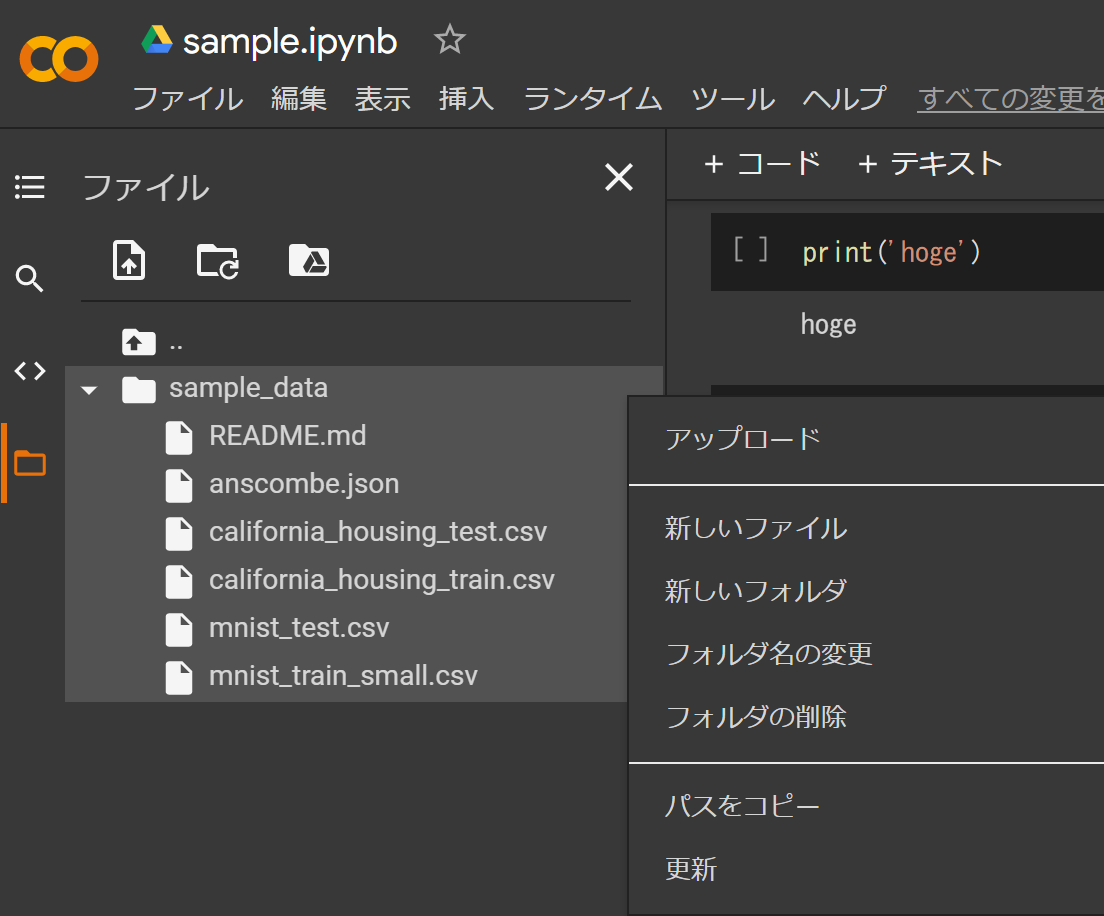 sample.ipynb
ファイル 編集 表示 挿入 ランタイム ツール ヘルプ すべての変更を
ファイル
+ コード + テキスト
[ ] print('hoge')
hoge
..
sample_data
README.md
anscombe.json
california_housing_test.csv
california_housing_train.csv
mnist_test.csv
mnist_train_small.csv
アップロード
新しいファイル
新しいフォルダ
フォルダ名の変更
フォルダの削除
パスをコピー
更新